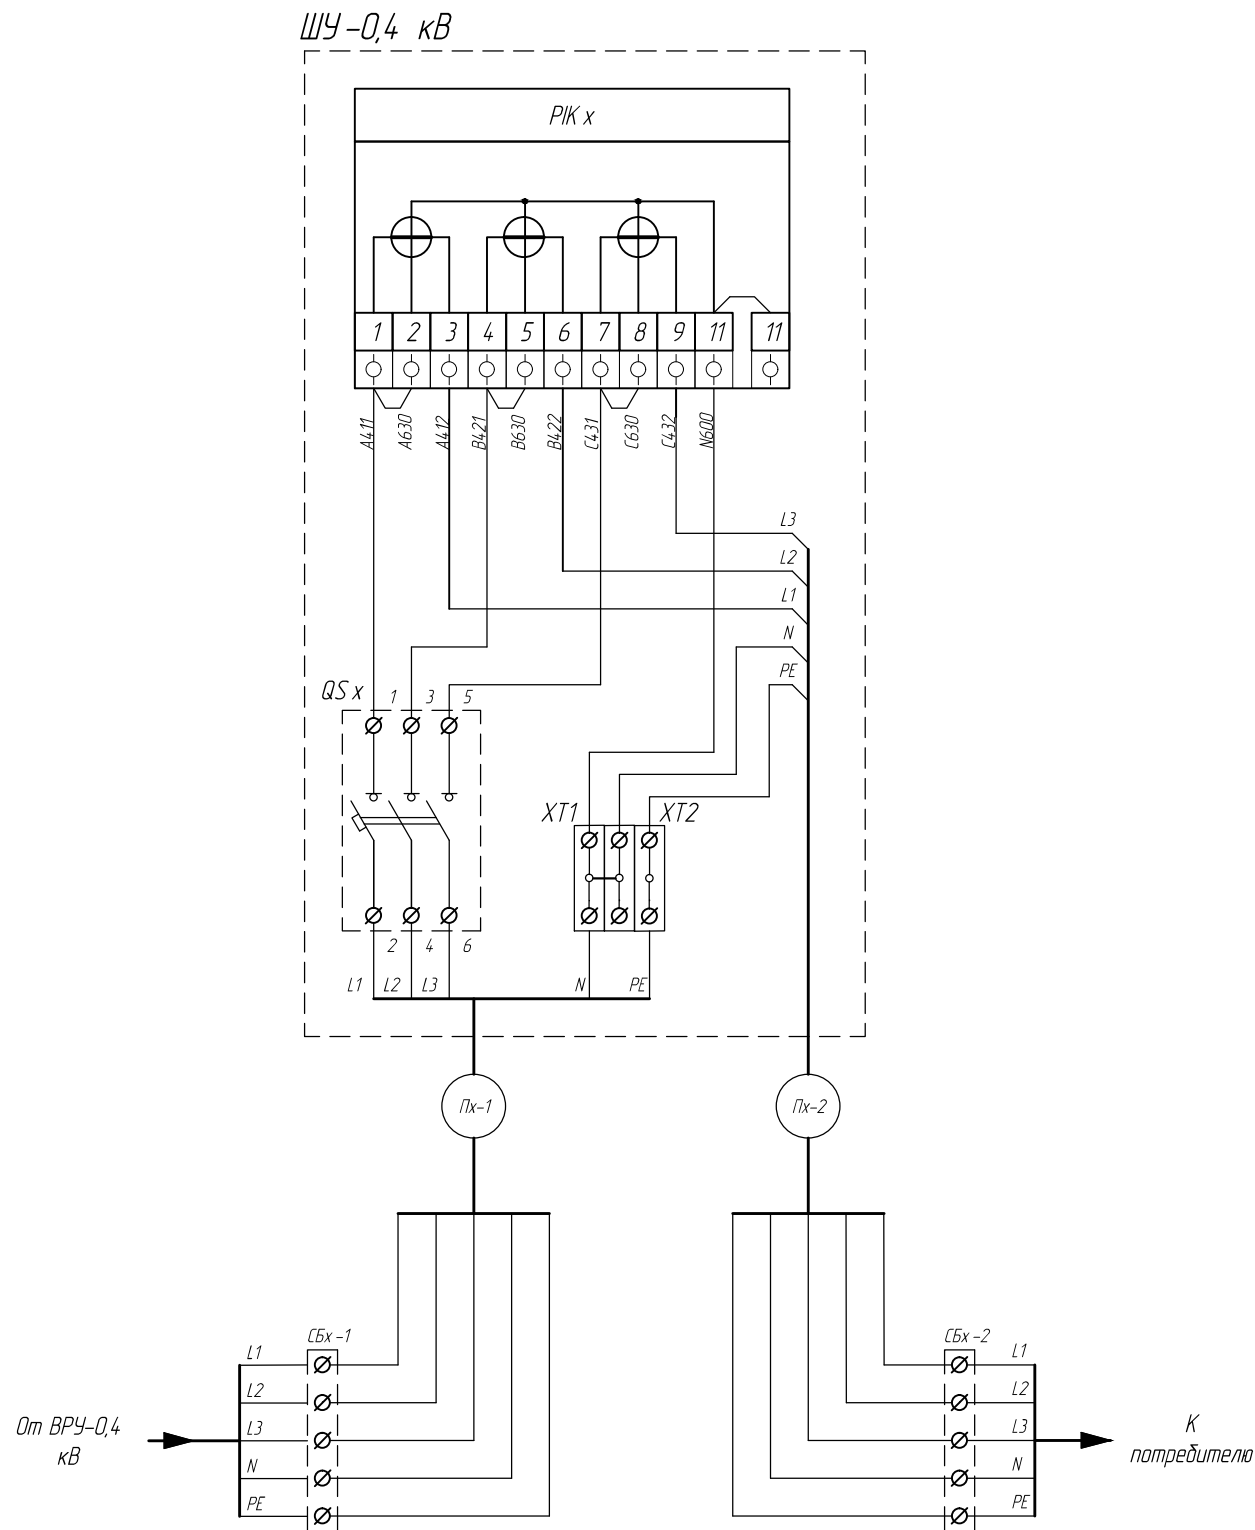 ШУ-0,4 кВ
PIK x
1 2 3 4 5 6 7 8 9 11 11
A411 A630 A412 B421 B630 B422 C431 C630 C432 N600
L3
L2
L1
N
PE
QS x 1 3 5
XT1 XT2
2 4 6
L1 L2 L3 N PE
Пх-1 Пх-2
СБх-1 СБх-2
L1 L1
L2 L2
L3 L3
N N
PE PE
От ВРУ-0,4
кВ
К
потребителю